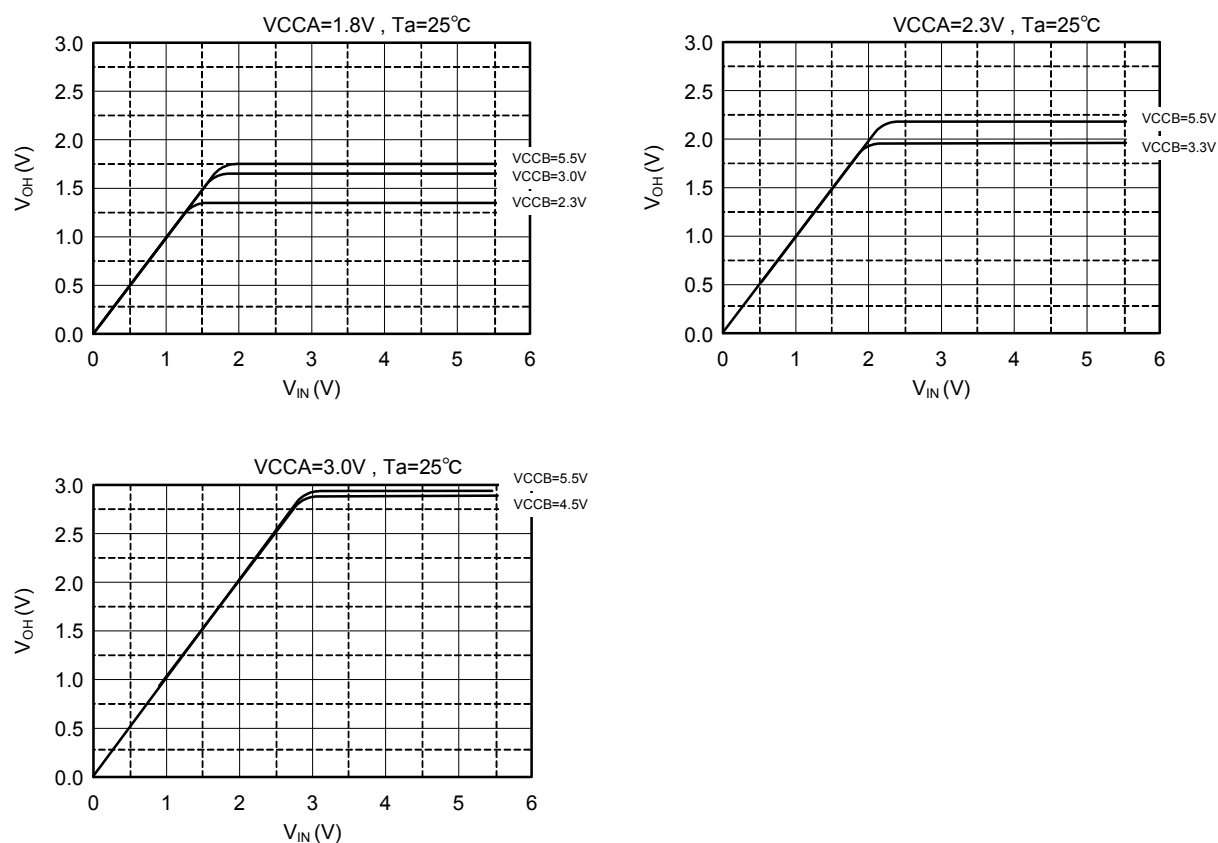 VCCA=1.8V , Ta=25℃
3.0
2.5
2.0
1.5
1.0
0.5
0.0
VOH (V)
VCCB=5.5V
VCCB=3.0V
VCCB=2.3V
0 1 2 3 4 5 6
VIN (V)
VCCA=2.3V , Ta=25℃
3.0
2.5
2.0
1.5
1.0
0.5
0.0
VOH (V)
VCCB=5.5V
VCCB=3.3V
0 1 2 3 4 5 6
VIN (V)
VCCA=3.0V , Ta=25℃
3.0
2.5
2.0
1.5
1.0
0.5
0.0
VOH (V)
VCCB=5.5V
VCCB=4.5V
0 1 2 3 4 5 6
VIN (V)